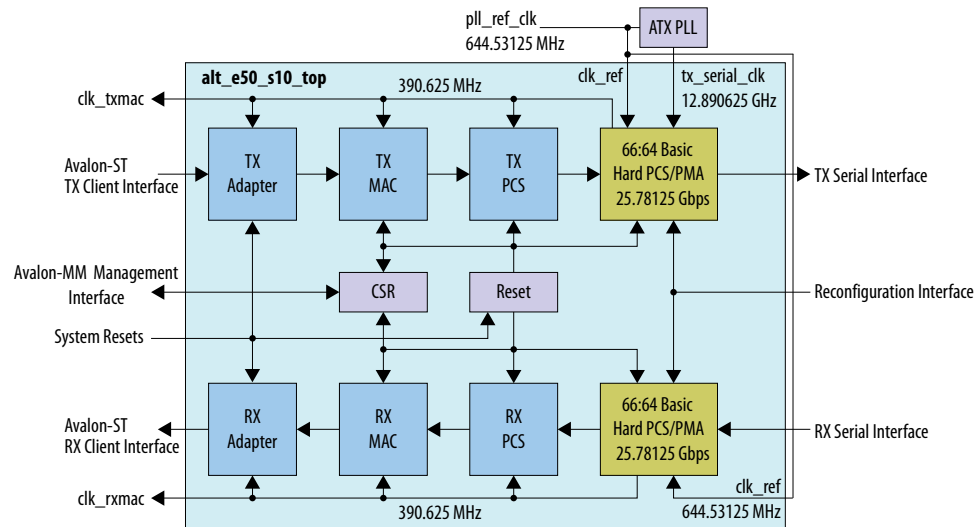 pll_ref_clk
644.53125 MHz
ATX PLL
alt_e50_s10_top
390.625 MHz
clk_ref
tx_serial_clk
12.890625 GHz
clk_txmac
Avalon-ST
TX Client Interface
TX
Adapter
TX
MAC
TX
PCS
66:64 Basic
Hard PCS/PMA
25.78125 Gbps
TX Serial Interface
Avalon-MM Management
Interface
CSR
Reset
Reconfiguration Interface
System Resets
Avalon-ST
RX Client Interface
RX
Adapter
RX
MAC
RX
PCS
66:64 Basic
Hard PCS/PMA
25.78125 Gbps
RX Serial Interface
clk_rxmac
390.625 MHz
clk_ref
644.53125 MHz